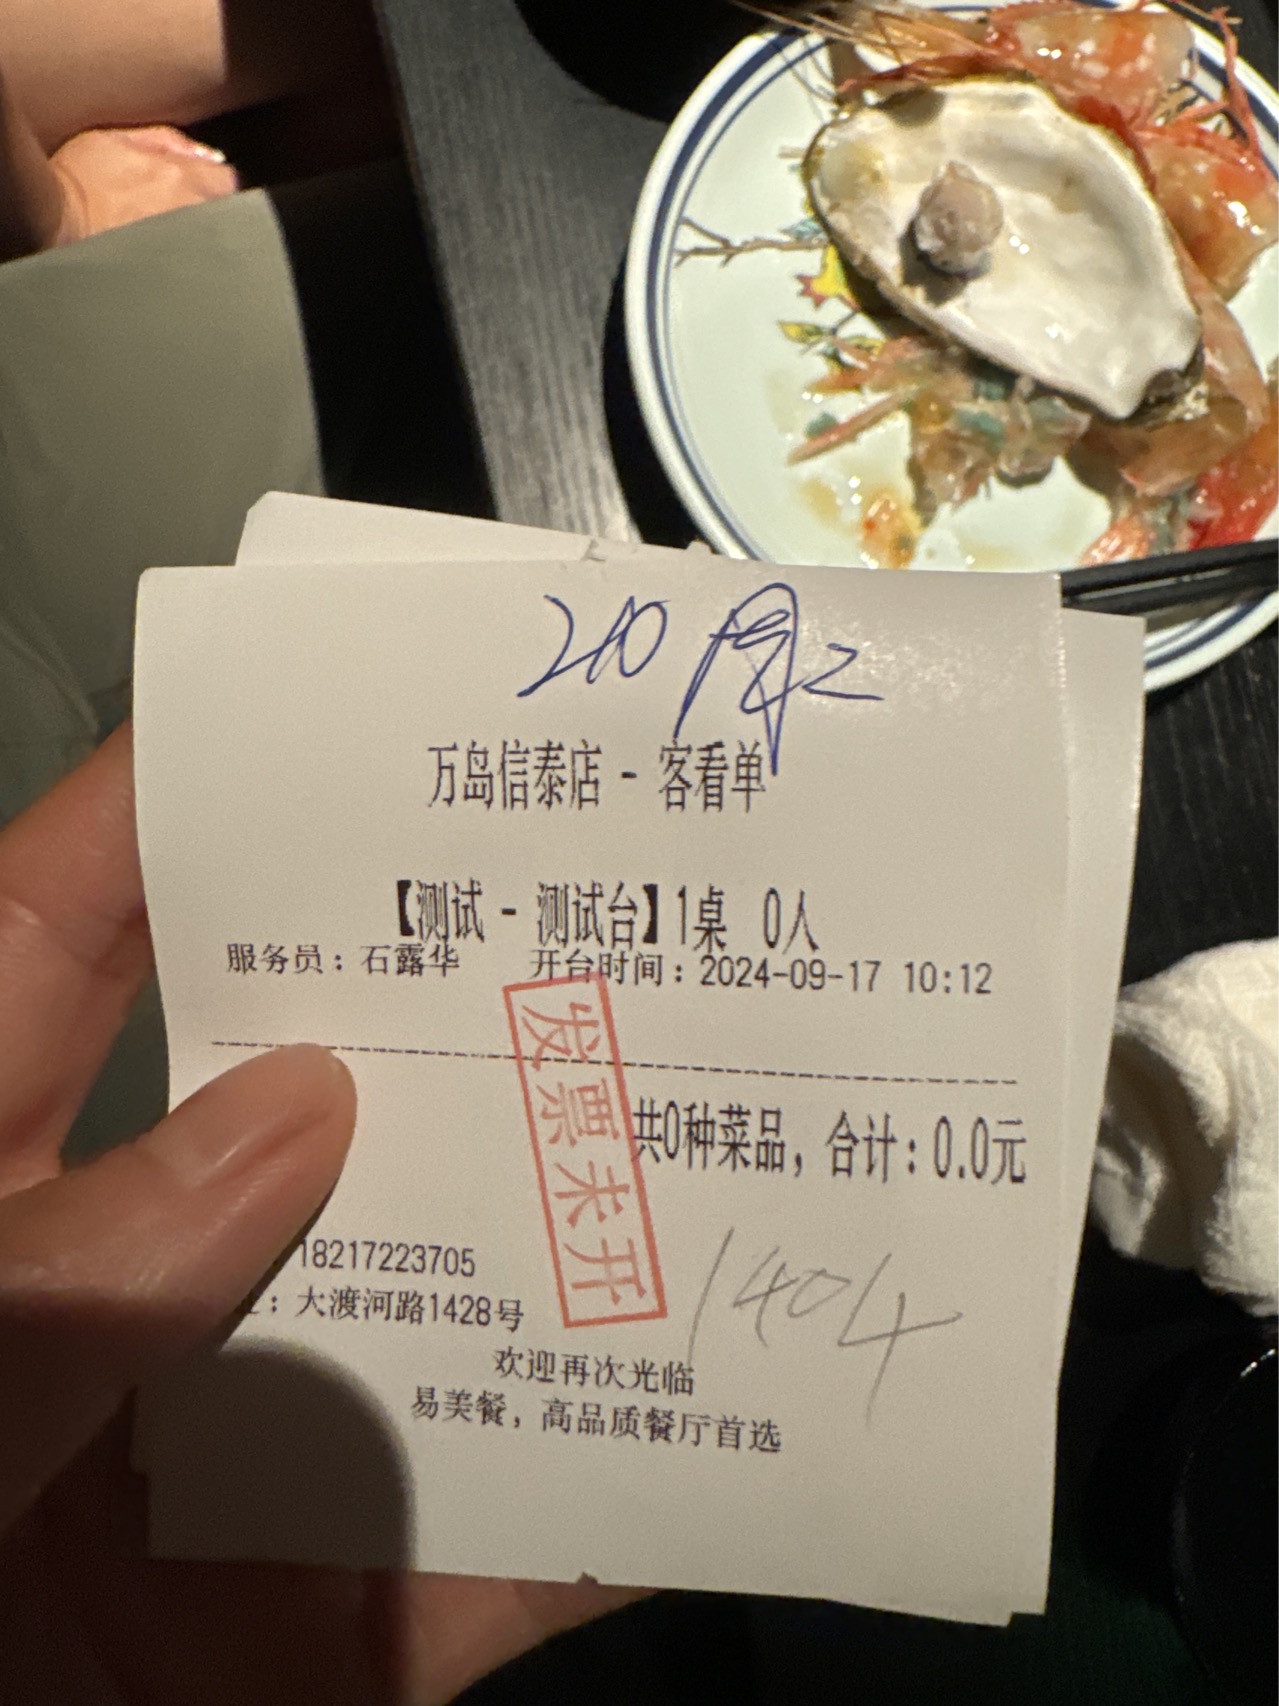 万岛信泰店 - 客看单
【测试 - 测试台】1桌 0人
服务员：石露华 开台时间：2024-09-17 10:12
发票未开
共0种菜品，合计：0.0元
18217223705
：大渡河路1428号
1404
欢迎再次光临
易美餐，高品质餐厅首选